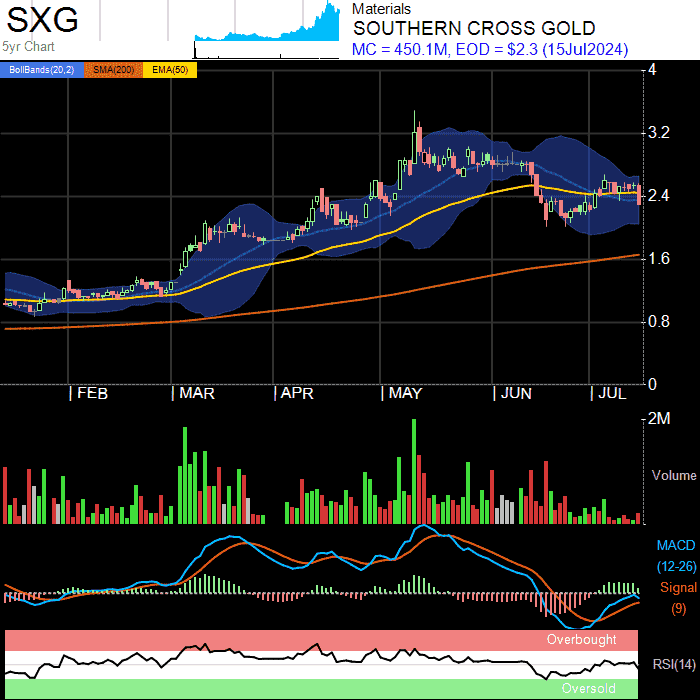 SXG
5yr Chart
Materials
SOUTHERN CROSS GOLD
MC = 450.1M, EOD = $2.3 (15Jul2024)
BollBands(20,2) SMA(200) EMA(50)
4
3.2
2.4
1.6
0.8
0
| FEB | MAR | APR | MAY | JUN | JUL
2M
Volume
MACD
(12-26)
Signal
(9)
Overbought
RSI(14)
Oversold